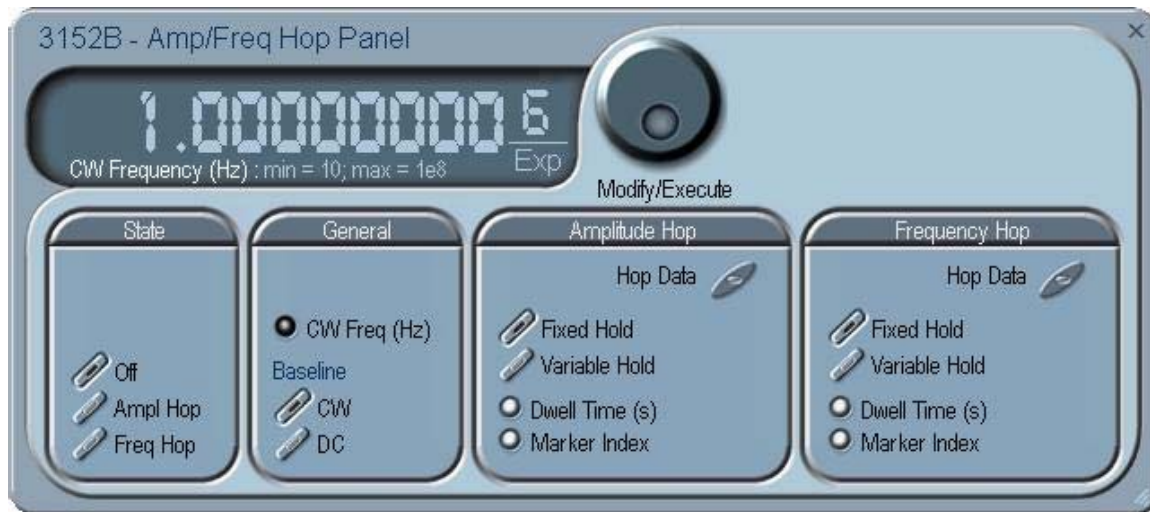 3152B - Amp/Freq Hop Panel
1.00000000 6
Exp
CW Frequency (Hz) : min = 10; max = 1e8
Modify/Execute
State
Off
Ampl Hop
Freq Hop
General
CW Freq (Hz)
Baseline
CW
DC
Amplitude Hop
Hop Data
Fixed Hold
Variable Hold
Dwell Time (s)
Marker Index
Frequency Hop
Hop Data
Fixed Hold
Variable Hold
Dwell Time (s)
Marker Index